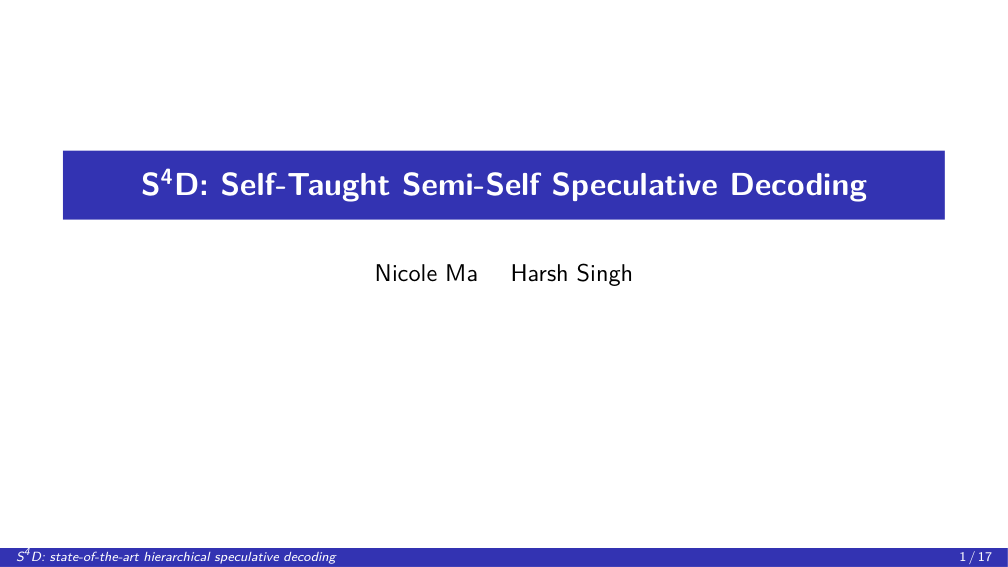 S⁴D: Self-Taught Semi-Self Speculative Decoding
Nicole Ma Harsh Singh
S⁴D: state-of-the-art hierarchical speculative decoding
1 / 17